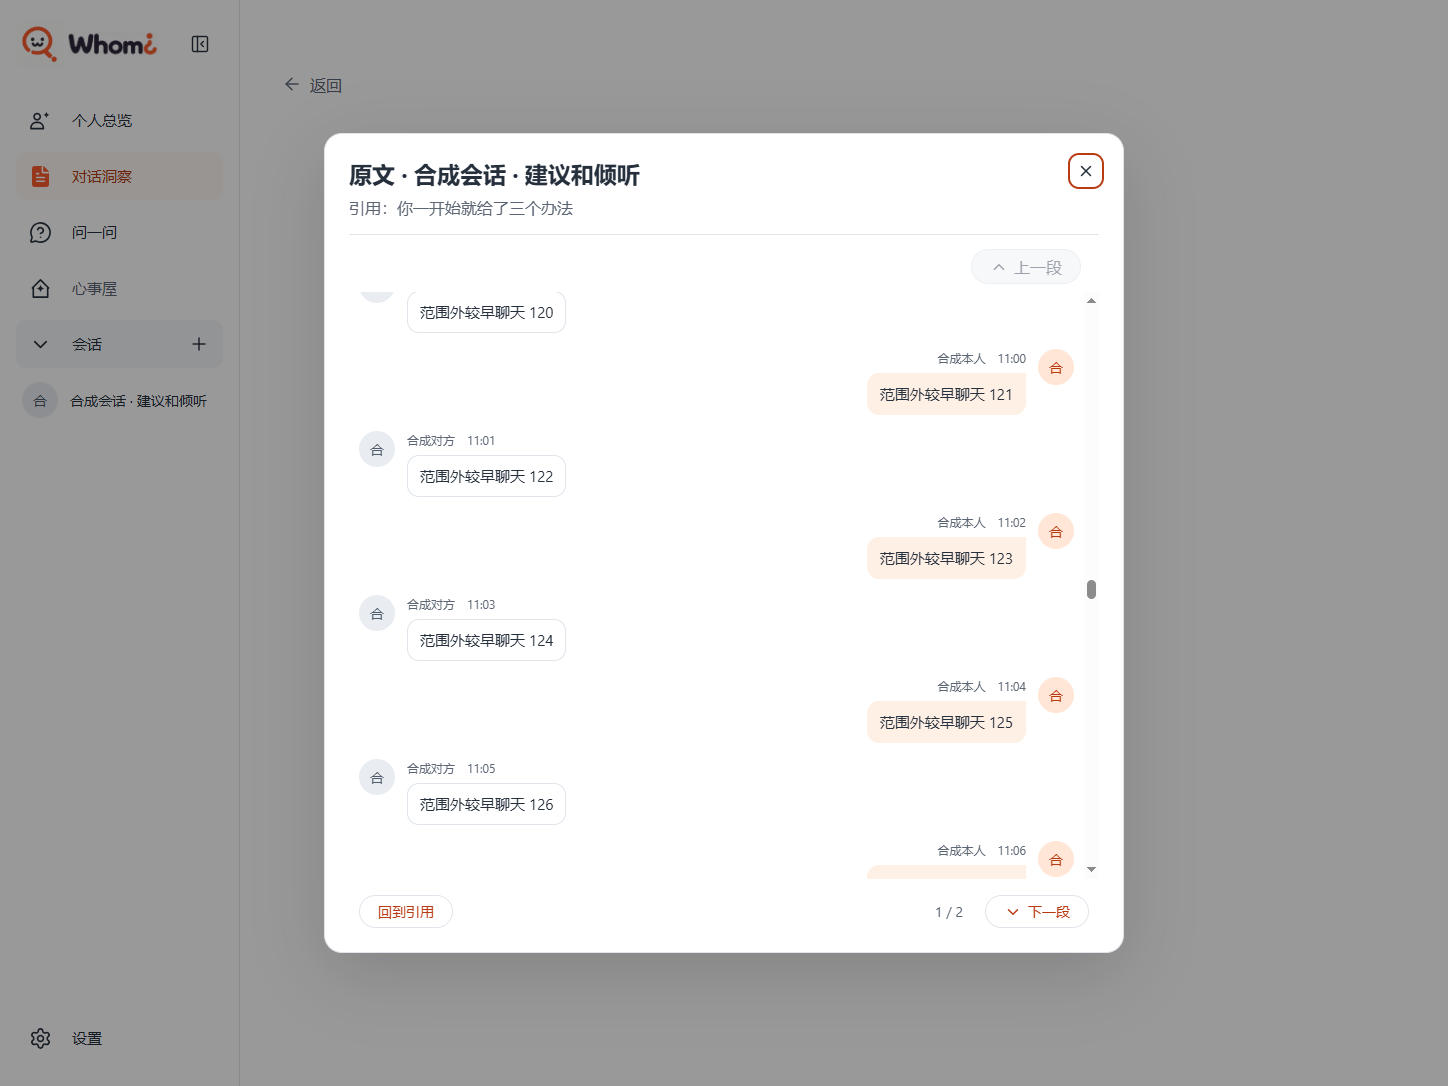 Whomi
返回
个人总览
对话洞察
问一问
心事屋
会话
合 合成会话 · 建议和倾听
设置
原文 · 合成会话 · 建议和倾听
引用：你一开始就给了三个办法
上一段
范围外较早聊天 120
合成本人 11:00 合
范围外较早聊天 121
合 合成对方 11:01
范围外较早聊天 122
合成本人 11:02 合
范围外较早聊天 123
合 合成对方 11:03
范围外较早聊天 124
合成本人 11:04 合
范围外较早聊天 125
合 合成对方 11:05
范围外较早聊天 126
合成本人 11:06 合
回到引用
1 / 2
下一段